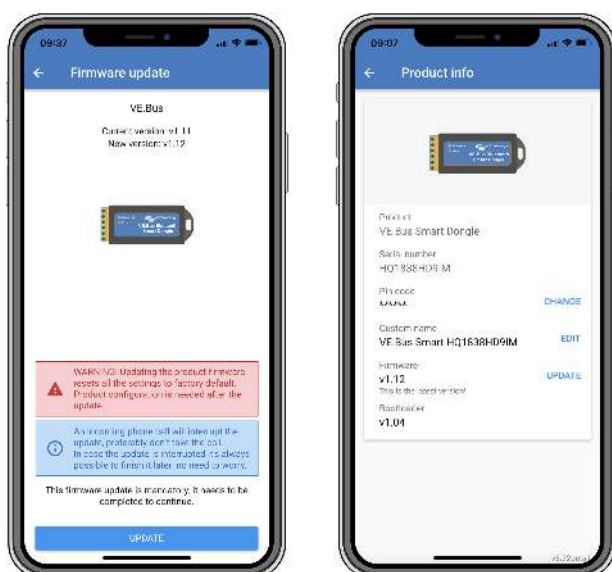 09:37
Firmware update
VE.Bus
Current version: v1.11
New version: v1.12
WARNING: Updating the product firmware
resets all the settings to factory default.
Product configuration is needed after the
update.
An incoming phone call will interrupt the
update, preferably don't take the call.
In case the update is interrupted it's always
possible to finish it later, no need to worry.
This firmware update is mandatory, it needs to be
completed to continue.
UPDATE
09:07
Product info
Product
VE.Bus Smart Dongle
Serial number
HQ1838HD9IM
Pin code
CHANGE
Custom name
VE.Bus Smart HQ1838HD9IM
EDIT
Firmware
v1.12
This is the latest version!
UPDATE
Bootloader
v1.04